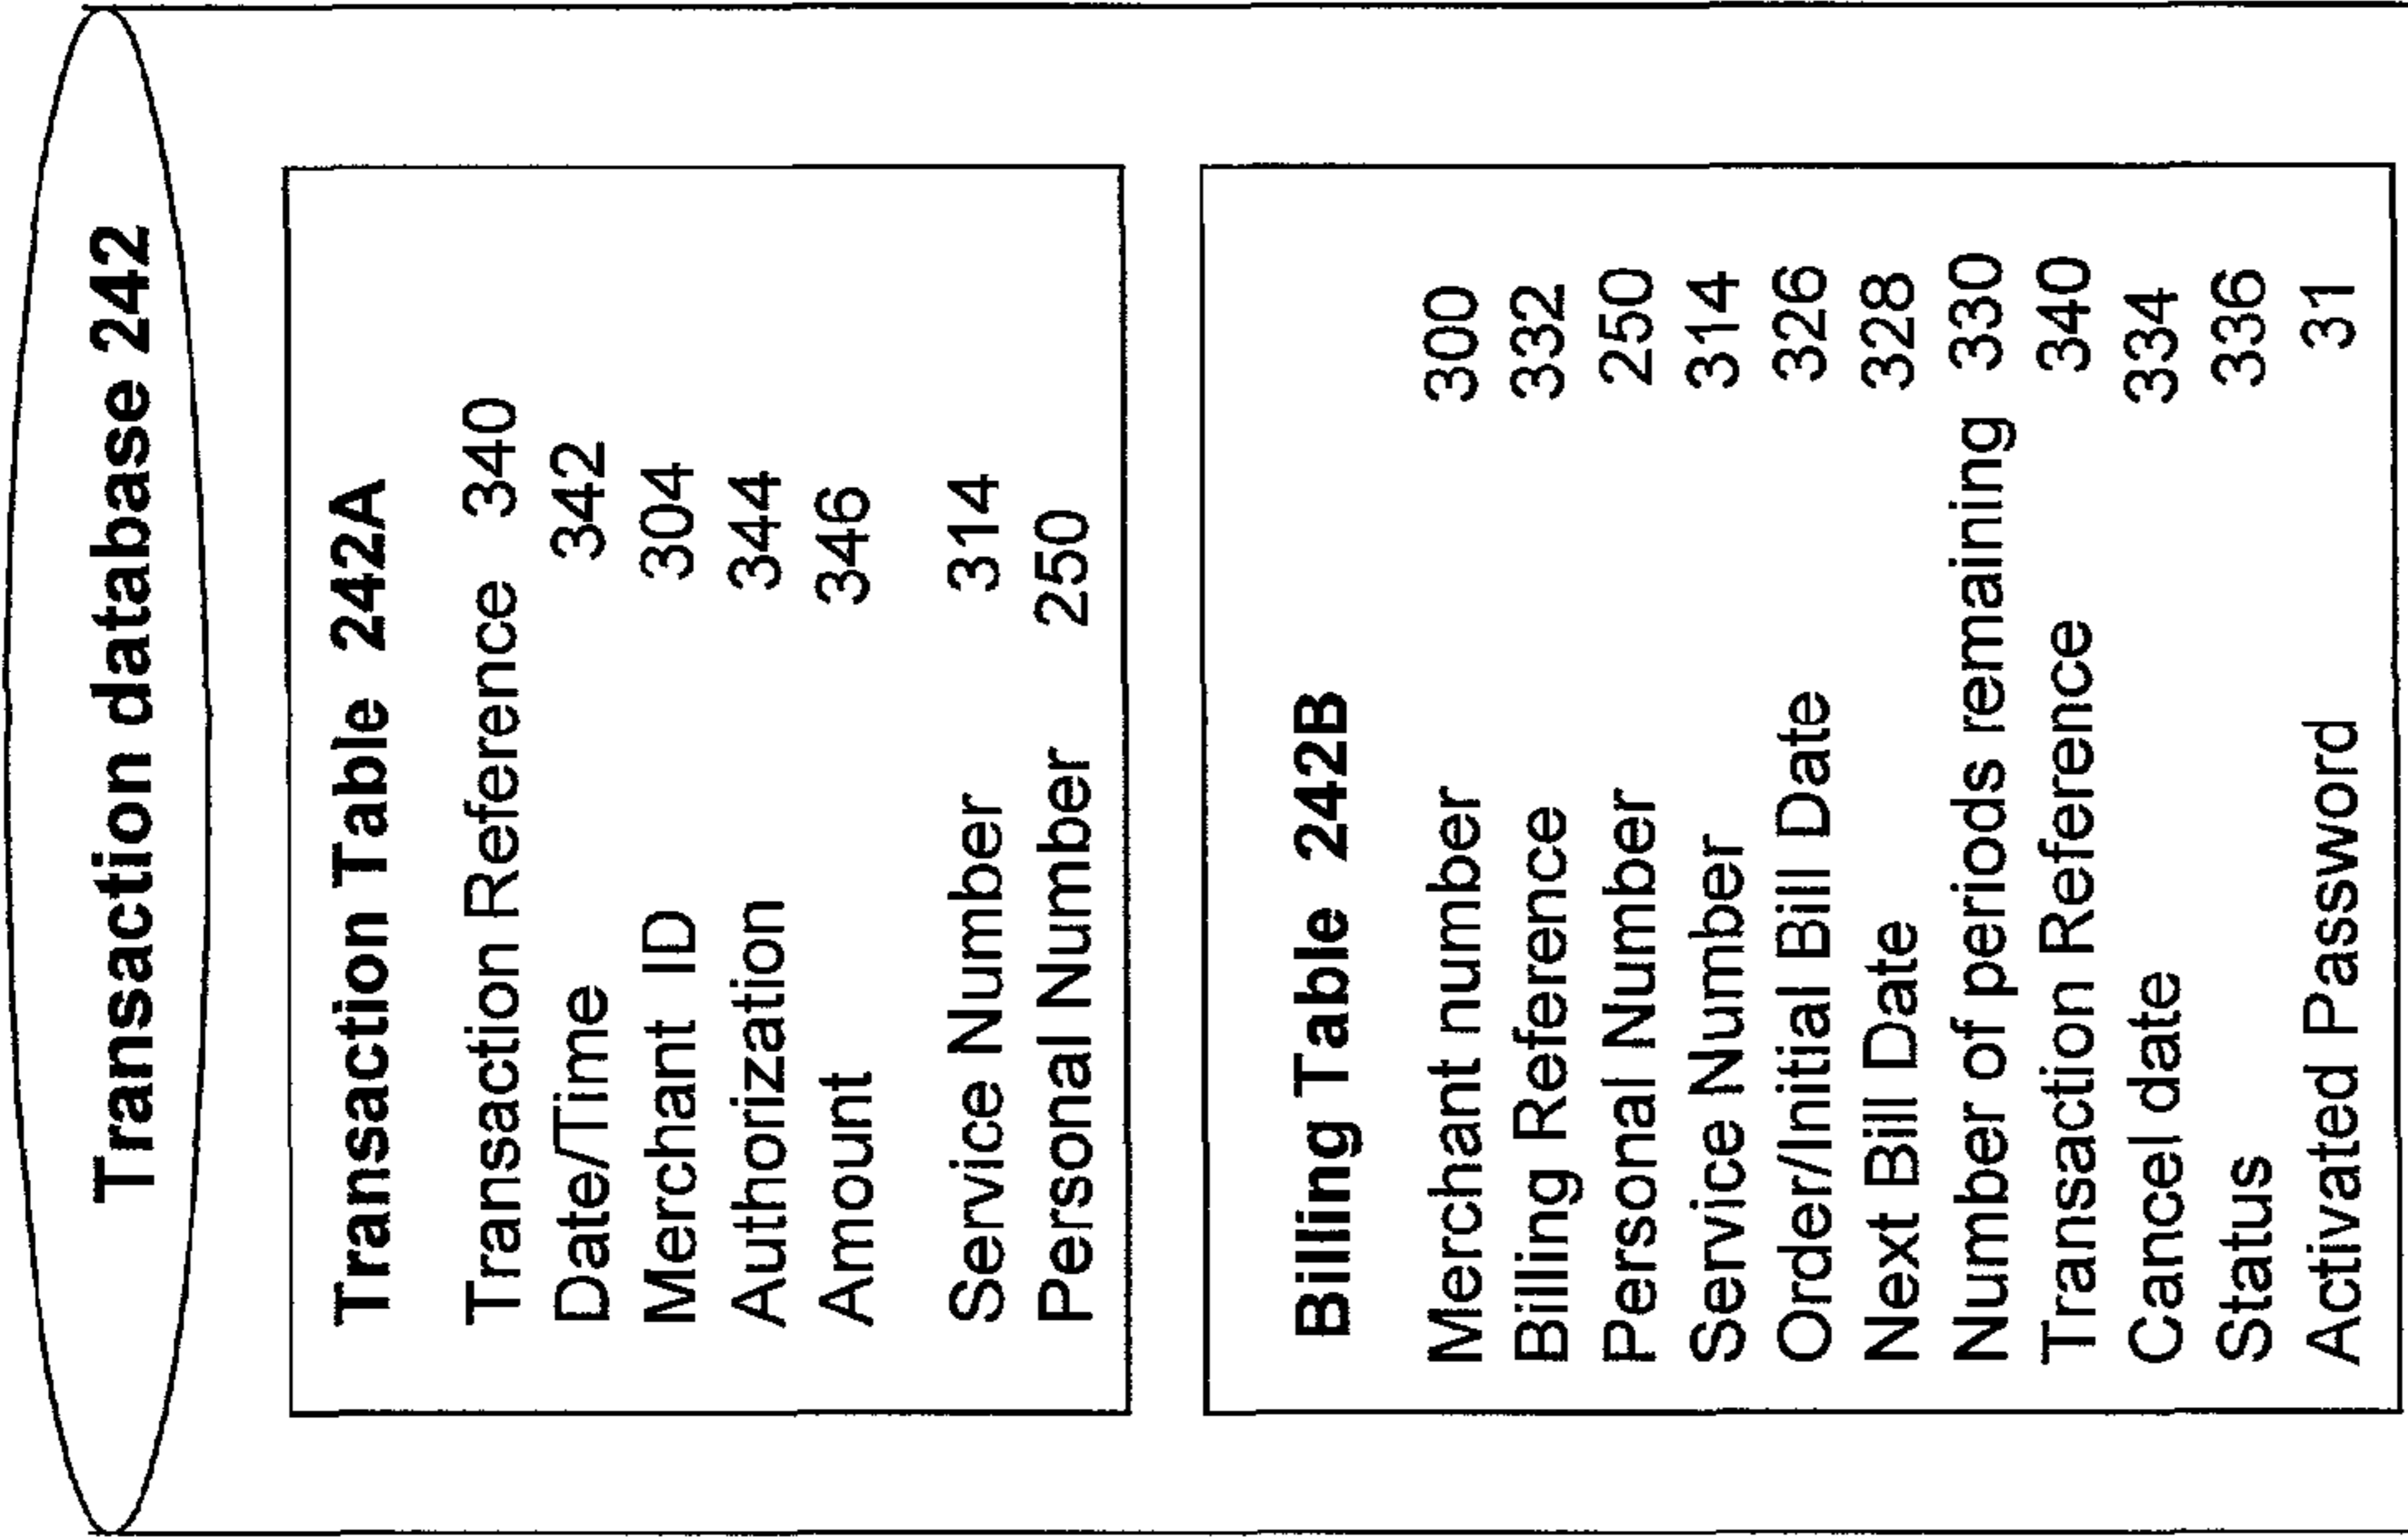 Transaction database 242
Transaction Table 242A
Transaction Reference 340
Date/Time 342
Merchant ID 304
Authorization 344
Amount 346
Service Number 314
Personal Number 250
Billing Table 242B
Merchant number 300
Billing Reference 332
Personal Number 250
Service Number 314
Order/Initial Bill Date 326
Next Bill Date 328
Number of periods remaining 330
Transaction Reference 340
Cancel date 334
Status 336
Activated Password 31